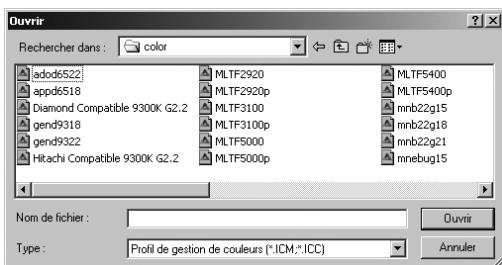 Ouvrir
Rechercher dans : color
adod6522 MLTF2920 MLTF5400
appd6518 MLTF2920p MLTF5400p
Diamond Compatible 9300K G2.2 MLTF3100 mnb22g15
gend9318 MLTF3100p mnb22g18
gend9322 MLTF5000 mnb22g21
Hitachi Compatible 9300K G2.2 MLTF5000p mnebug15
Nom de fichier : Ouvrir
Type : Profil de gestion de couleurs (*.ICM;*.ICC) Annuler